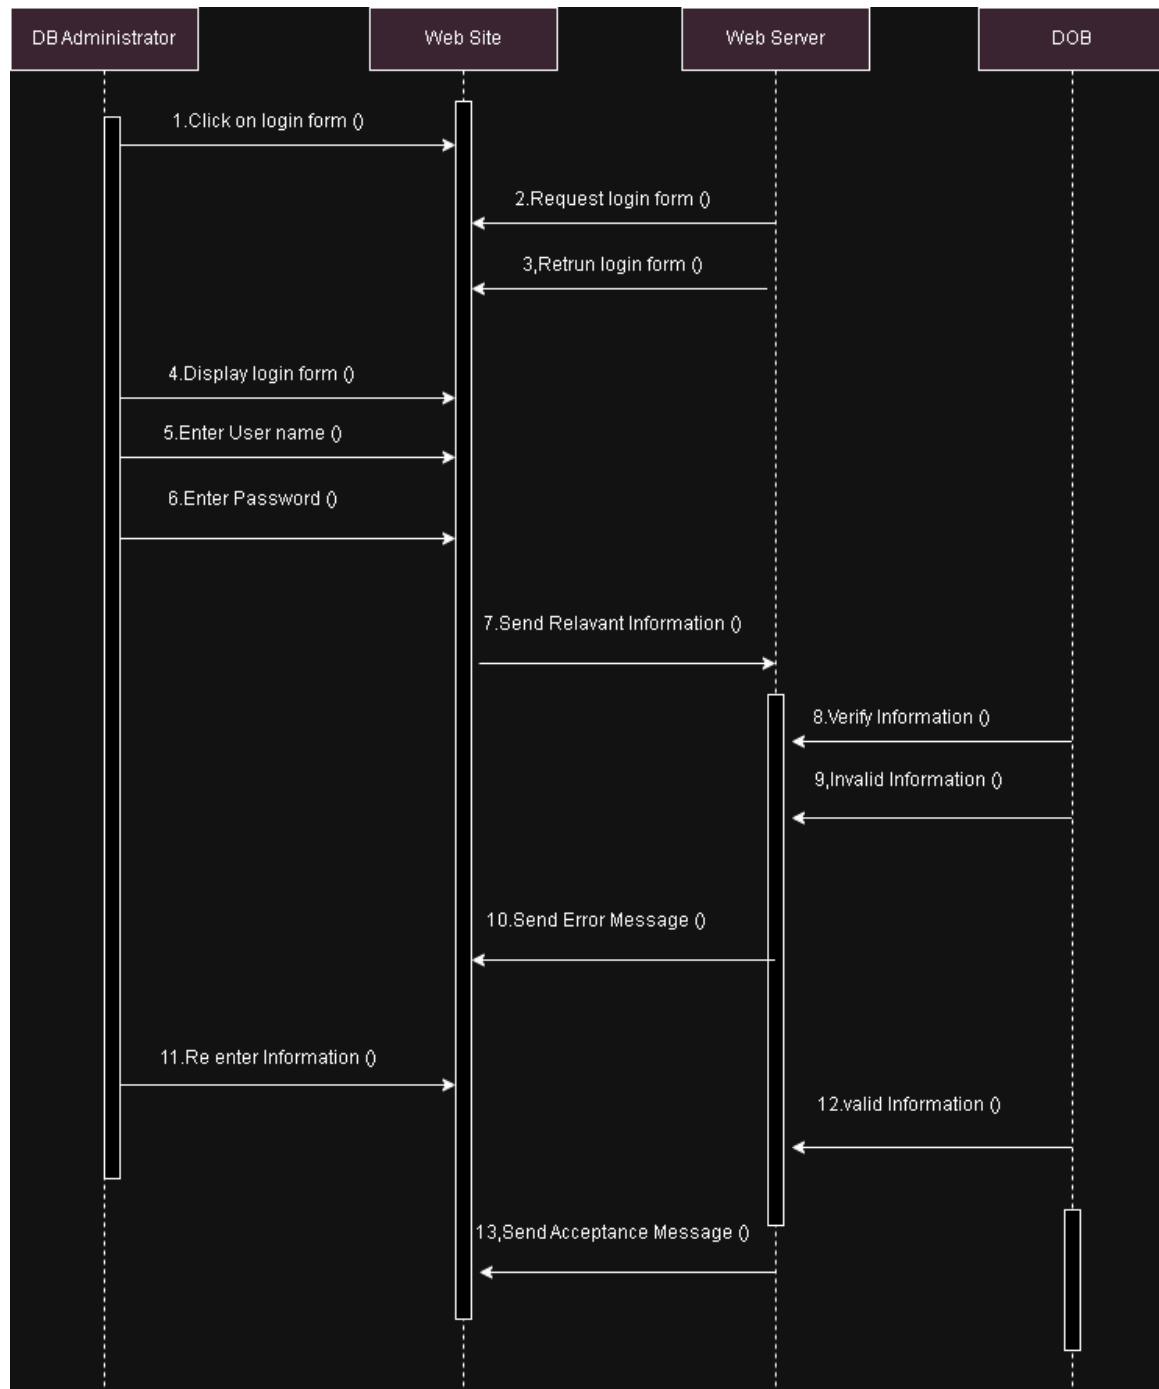 DB Administrator
Web Site
Web Server
DOB
1.Click on login form ()
2.Request login form ()
3,Retrun login form ()
4.Display login form ()
5.Enter User name ()
6.Enter Password ()
7.Send Relavant Information ()
8.Verify Information ()
9,Invalid Information ()
10.Send Error Message ()
11.Re enter Information ()
12.valid Information ()
13,Send Acceptance Message ()